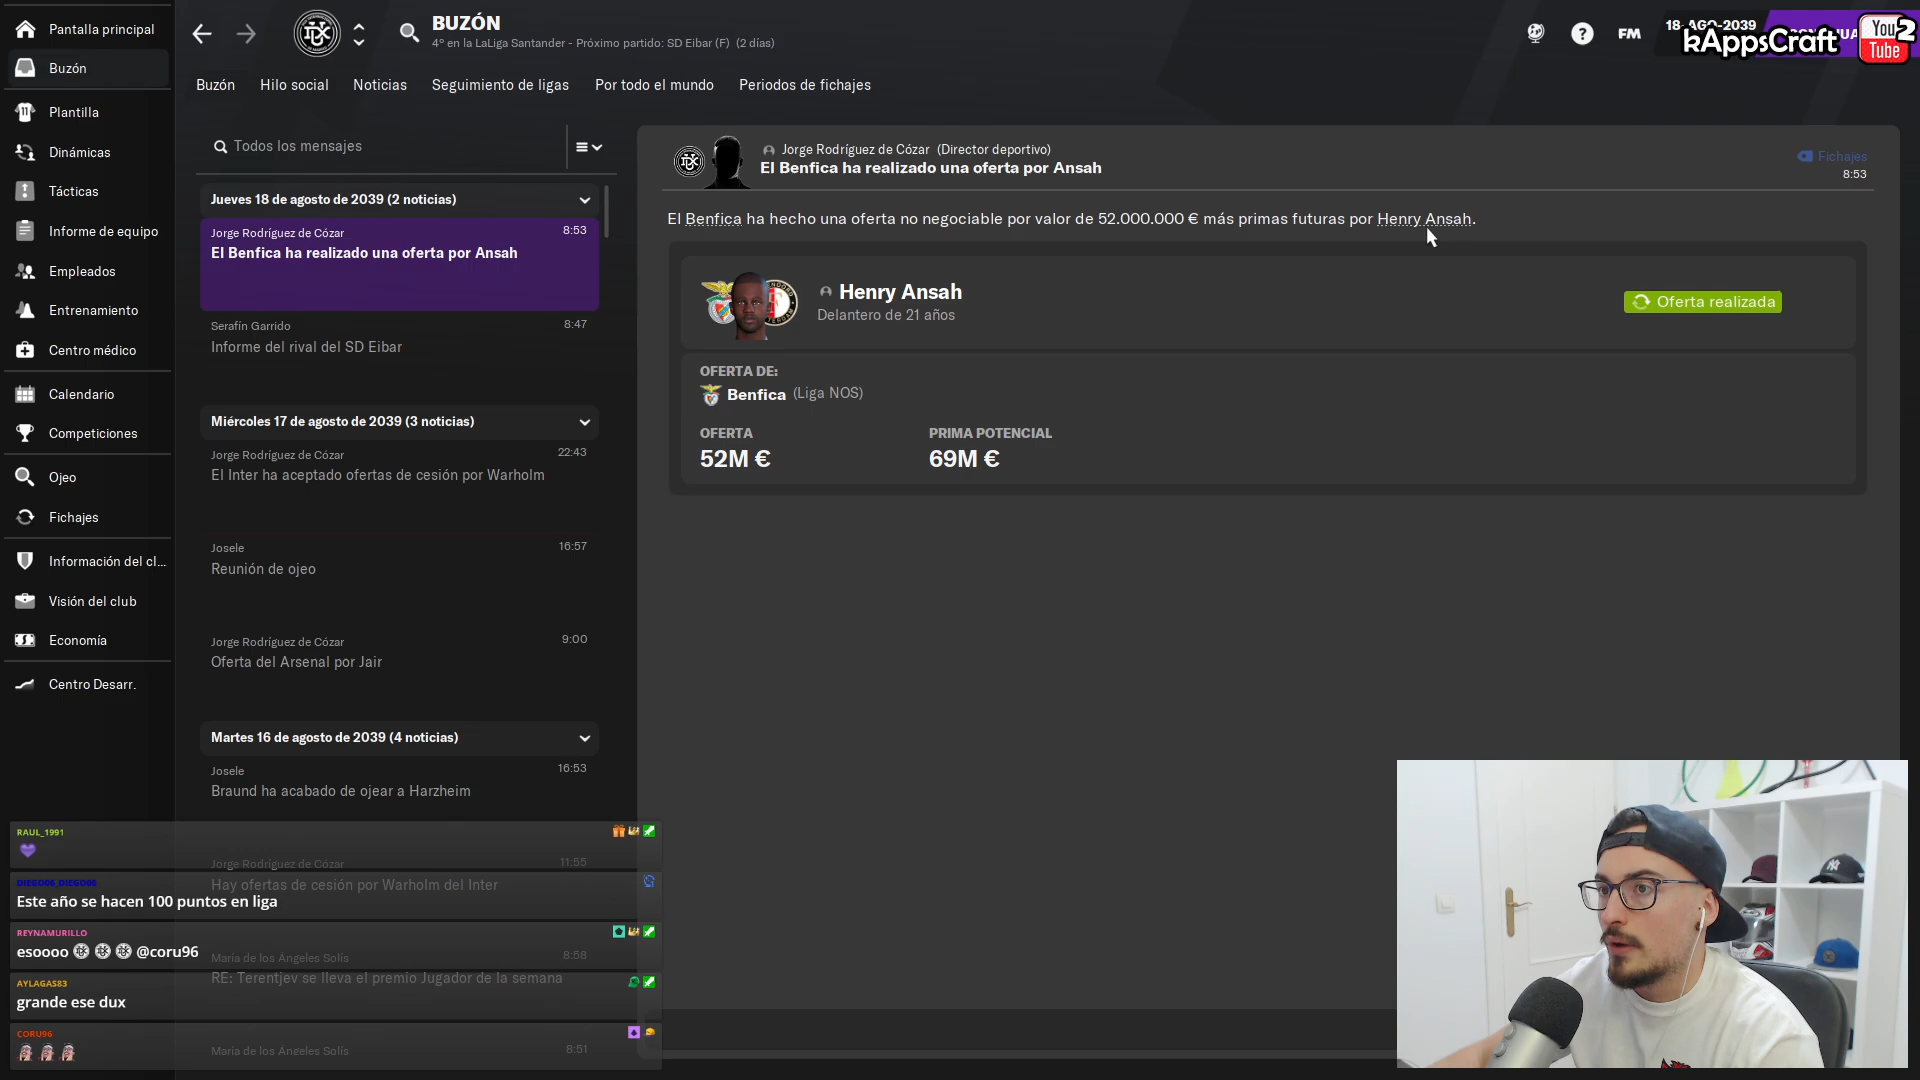 Pantalla principal
Buzón
Plantilla
Dinámicas
Tácticas
Informe de equipo
Empleados
Entrenamiento
Centro médico
Calendario
Competiciones
Ojeo
Fichajes
Información del cl...
Visión del club
Economía
Centro Desarr.
BUZÓN
4º en la LaLiga Santander - Próximo partido: SD Eibar (F) (2 días)
FM
18-AGO-2039
kAppsCraft
You2
Tube
Buzón
Hilo social
Noticias
Seguimiento de ligas
Por todo el mundo
Periodos de fichajes
Todos los mensajes
Jueves 18 de agosto de 2039 (2 noticias)
Jorge Rodríguez de Cózar 8:53
El Benfica ha realizado una oferta por Ansah
Serafín Garrido 8:47
Informe del rival del SD Eibar
Miércoles 17 de agosto de 2039 (3 noticias)
Jorge Rodríguez de Cózar 22:43
El Inter ha aceptado ofertas de cesión por Warholm
Josele 16:57
Reunión de ojeo
Jorge Rodríguez de Cózar 9:00
Oferta del Arsenal por Jair
Martes 16 de agosto de 2039 (4 noticias)
Josele 16:53
Braund ha acabado de ojear a Harzheim
Jorge Rodríguez de Cózar 11:55
Hay ofertas de cesión por Warholm del Inter
María de los Ángeles Solís 8:58
RE: Terentjev se lleva el premio Jugador de la semana
María de los Ángeles Solís 8:51
Jorge Rodríguez de Cózar (Director deportivo)
El Benfica ha realizado una oferta por Ansah
Fichajes
8:53
El Benfica ha hecho una oferta no negociable por valor de 52.000.000 € más primas futuras por Henry Ansah.
Henry Ansah
Delantero de 21 años
Oferta realizada
OFERTA DE:
Benfica (Liga NOS)
OFERTA
52M €
PRIMA POTENCIAL
69M €
RAUL_1991
DIEGO06_DIEGO06
Este año se hacen 100 puntos en liga
REYNAMURILLO
esoooo @coru96
AYLAGAS83
grande ese dux
CORU96